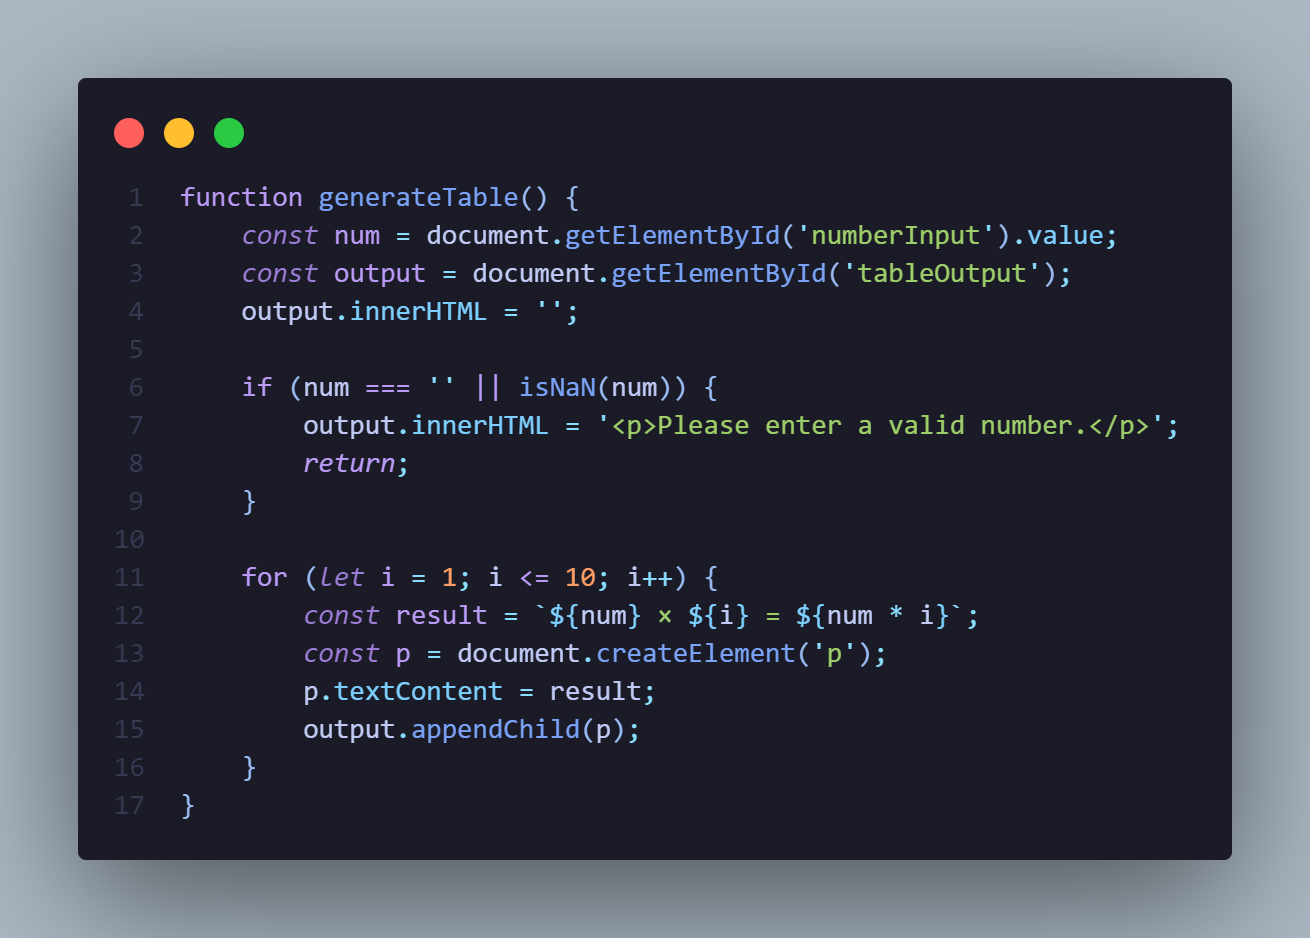 1 function generateTable() {
2     const num = document.getElementById('numberInput').value;
3     const output = document.getElementById('tableOutput');
4     output.innerHTML = '';
5
6     if (num === '' || isNaN(num)) {
7         output.innerHTML = '<p>Please enter a valid number.</p>';
8         return;
9     }
10
11     for (let i = 1; i <= 10; i++) {
12         const result = `${num} × ${i} = ${num * i}`;
13         const p = document.createElement('p');
14         p.textContent = result;
15         output.appendChild(p);
16     }
17 }